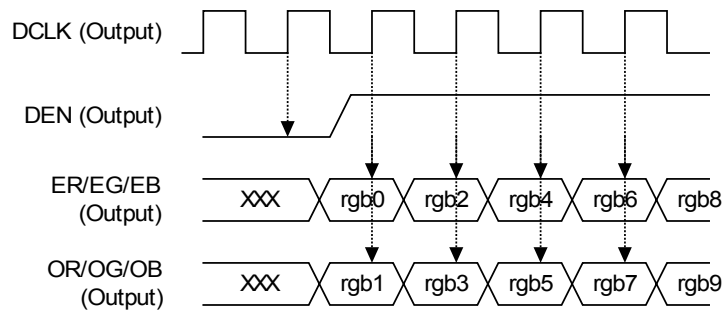 DCLK (Output)
DEN (Output)
ER/EG/EB
(Output)
XXX rgb0 rgb2 rgb4 rgb6 rgb8
OR/OG/OB
(Output)
XXX rgb1 rgb3 rgb5 rgb7 rgb9